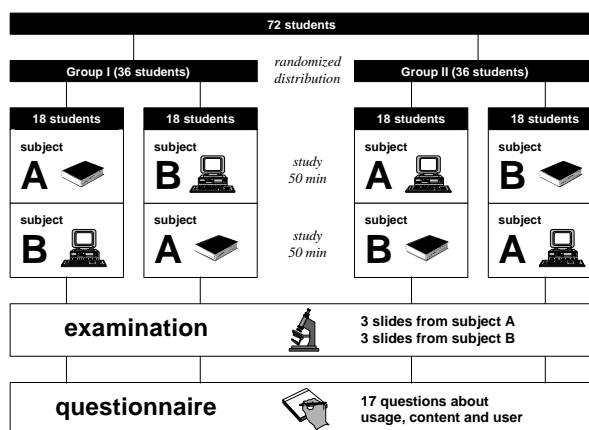 72 students
Group I (36 students)
randomized
distribution
Group II (36 students)
18 students
18 students
18 students
18 students
subject
A
subject
B
study
50 min
subject
A
subject
B
subject
B
subject
A
study
50 min
subject
B
subject
A
examination
3 slides from subject A
3 slides from subject B
questionnaire
17 questions about
usage, content and user